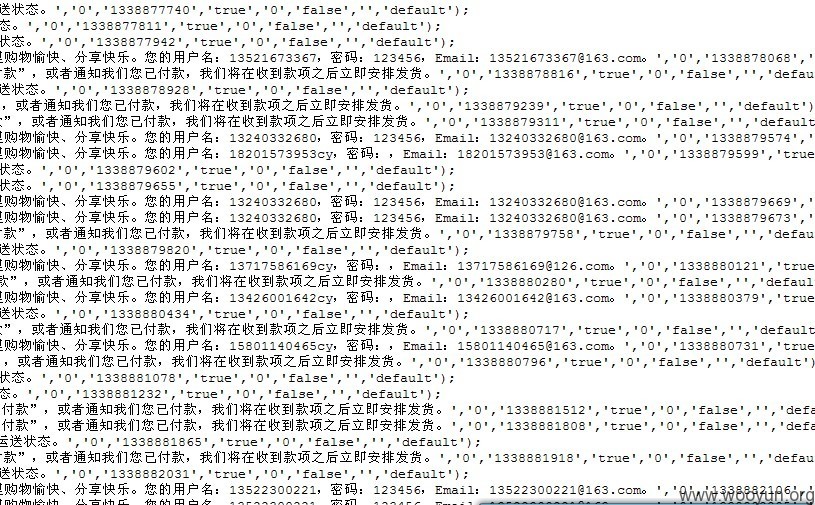 送状态。','0','1338877740','true','0','false','','default');
态。','0','1338877811','true','0','false','','default');
状态。','0','1338877942','true','0','false','','default');
购物愉快、分享快乐。您的用户名：13521673367，密码：123456，Email：13521673367@163.com。','0','1338878068','
付款”，或者通知我们您已付款，我们将在收到款项之后立即安排发货。','0','1338878816','true','0','false','','defau
送状态。','0','1338878928','true','0','false','','default');
，或者通知我们您已付款，我们将在收到款项之后立即安排发货。','0','1338879239','true','0','false','','default')
款”，或者通知我们您已付款，我们将在收到款项之后立即安排发货。','0','1338879311','true','0','false','','default
购物愉快、分享快乐。您的用户名：13240332680，密码：123456，Email：13240332680@163.com。','0','1338879574','
购物愉快、分享快乐。您的用户名：18201573953cy，密码：，Email：18201573953@163.com。','0','1338879599','true
状态。','0','1338879602','true','0','false','','default');
状态。','0','1338879655','true','0','false','','default');
购物愉快、分享快乐。您的用户名：13240332680，密码：123456，Email：13240332680@163.com。','0','1338879669','
购物愉快、分享快乐。您的用户名：13240332680，密码：123456，Email：13240332680@163.com。','0','1338879673','
付款”，或者通知我们您已付款，我们将在收到款项之后立即安排发货。','0','1338879758','true','0','false','','defau
送状态。','0','1338879820','true','0','false','','default');
购物愉快、分享快乐。您的用户名：13717586169cy，密码：，Email：13717586169@126.com。','0','1338880121','true
款”，或者通知我们您已付款，我们将在收到款项之后立即安排发货。','0','1338880280','true','0','false','','defaul
购物愉快、分享快乐。您的用户名：13426001642cy，密码：，Email：13426001642@163.com。','0','1338880379','true
送状态。','0','1338880434','true','0','false','','default');
款”，或者通知我们您已付款，我们将在收到款项之后立即安排发货。','0','1338880717','true','0','false','','default
购物愉快、分享快乐。您的用户名：15801140465cy，密码：，Email：15801140465@163.com。','0','1338880731','true
，或者通知我们您已付款，我们将在收到款项之后立即安排发货。','0','1338880796','true','0','false','','default')
状态。','0','1338881078','true','0','false','','default');
态。','0','1338881232','true','0','false','','default');
付款”，或者通知我们您已付款，我们将在收到款项之后立即安排发货。','0','1338881512','true','0','false','','defa
付款”，或者通知我们您已付款，我们将在收到款项之后立即安排发货。','0','1338881808','true','0','false','','defa
运送状态。','0','1338881865','true','0','false','','default');
款”，或者通知我们您已付款，我们将在收到款项之后立即安排发货。','0','1338881918','true','0','false','','default
送状态。','0','1338882031','true','0','false','','default');
购物愉快、分享快乐。您的用户名：13522300221，密码：123456，Email：13522300221@163.com。','0','1338882106','
www.wooyun.org